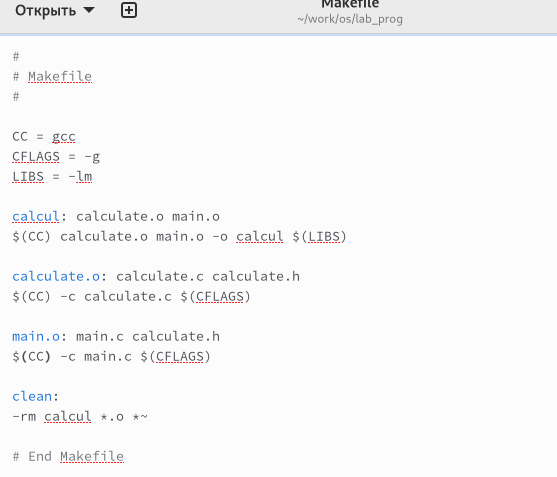 Открыть
Makefile
~/work/os/lab_prog
#
# Makefile
#
CC = gcc
CFLAGS = -g
LIBS = -lm
calcul: calculate.o main.o
$(CC) calculate.o main.o -o calcul $(LIBS)
calculate.o: calculate.c calculate.h
$(CC) -c calculate.c $(CFLAGS)
main.o: main.c calculate.h
$(CC) -c main.c $(CFLAGS)
clean:
-rm calcul *.o *~
# End Makefile